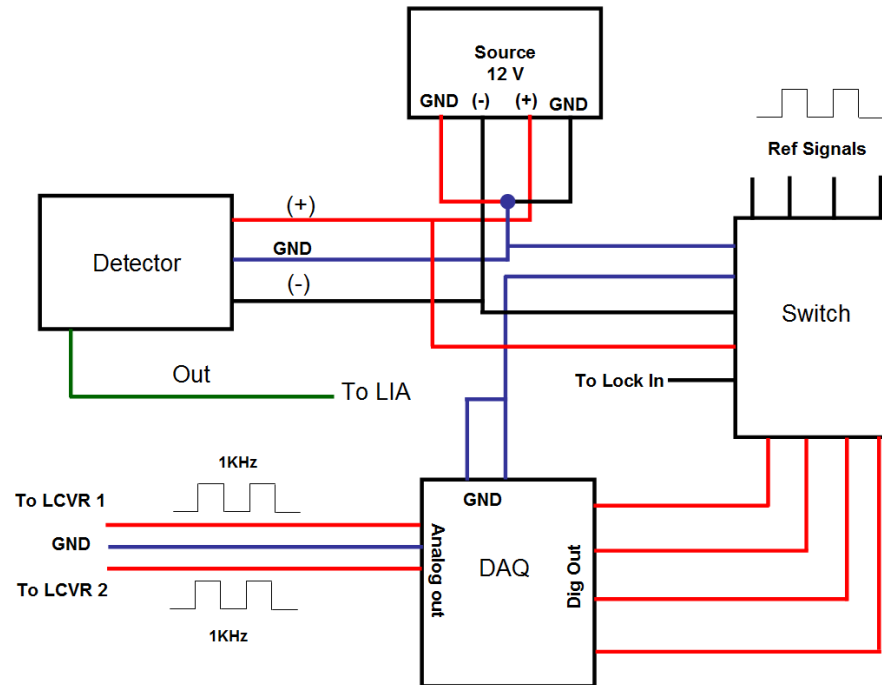 Source
12 V
GND (-) (+) GND
Ref Signals
(+)
GND
(-)
Detector
Switch
Out
To LIA
To Lock In
1KHz
To LCVR 1
GND
To LCVR 2
1KHz
GND
Analog out
DAQ
Dig Out